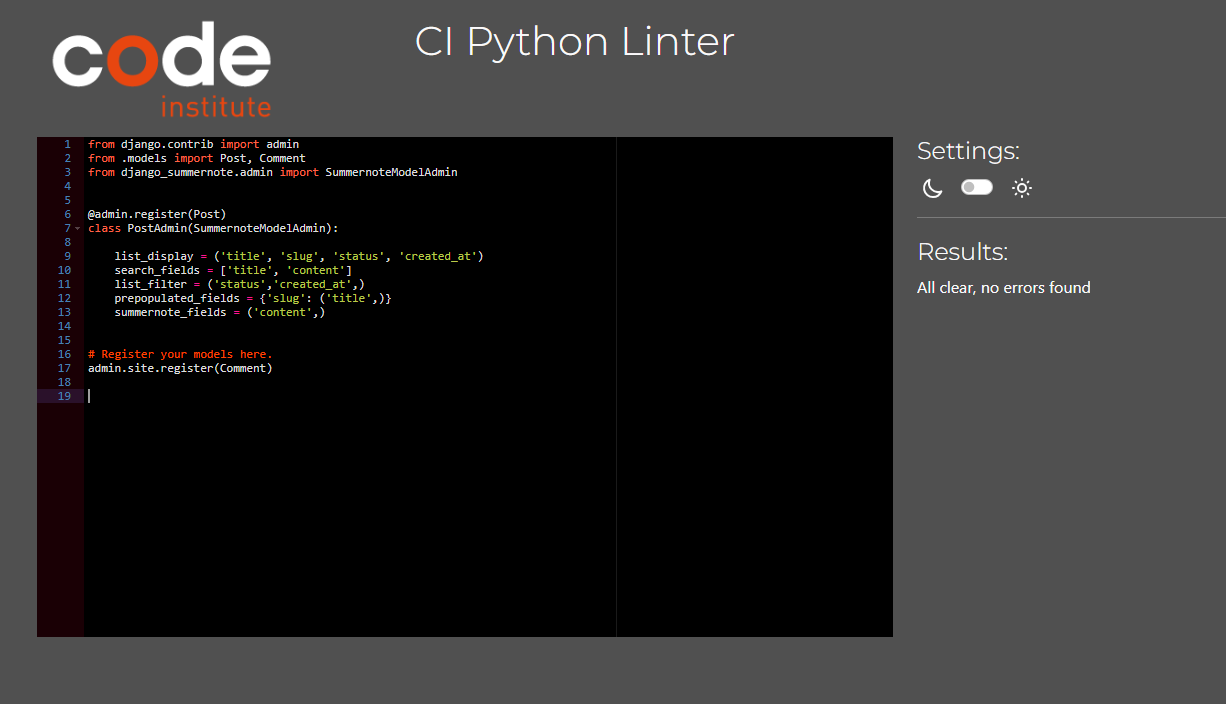 code
institute
CI Python Linter
1 from django.contrib import admin
2 from .models import Post, Comment
3 from django_summernote.admin import SummernoteModelAdmin
4
5
6 @admin.register(Post)
7 class PostAdmin(SummernoteModelAdmin):
8
9     list_display = ('title', 'slug', 'status', 'created_at')
10     search_fields = ['title', 'content']
11     list_filter = ('status','created_at',)
12     prepopulated_fields = {'slug': ('title',)}
13     summernote_fields = ('content',)
14
15
16 # Register your models here.
17 admin.site.register(Comment)
18
19
Settings:
Results:
All clear, no errors found